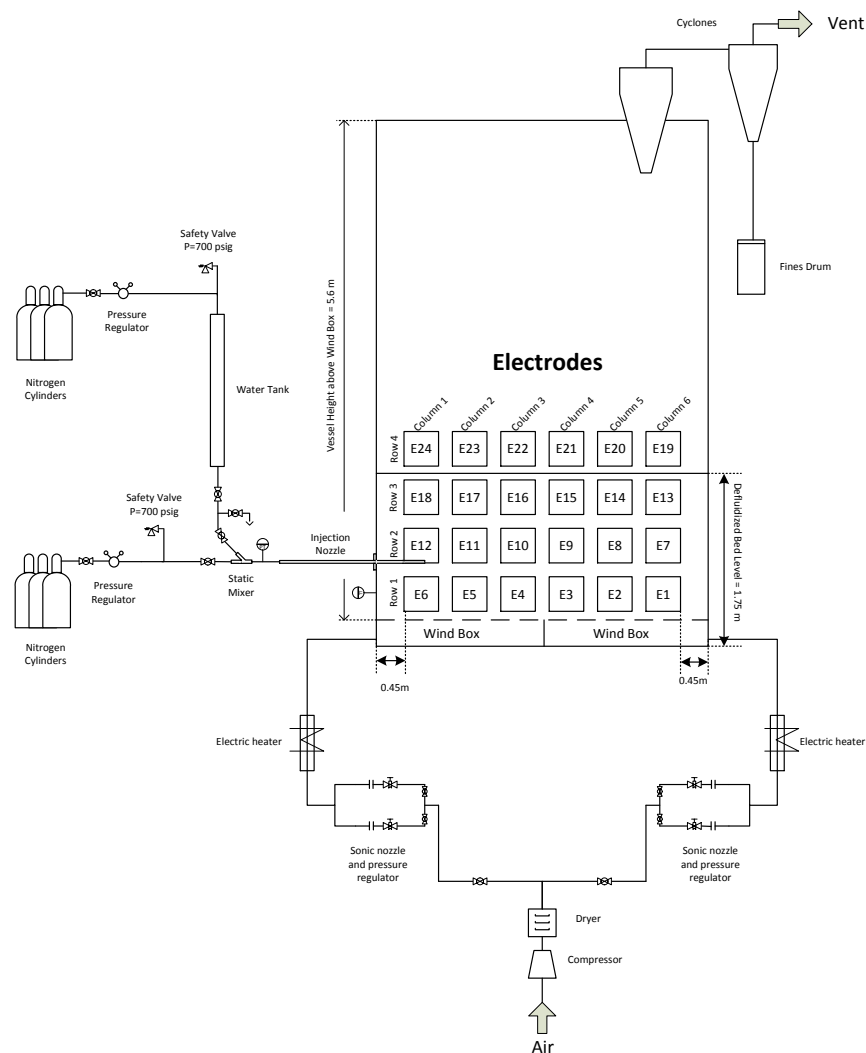 Cyclones
Vent
Safety Valve
P=700 psig
Fines Drum
Pressure
Regulator
Nitrogen
Cylinders
Water Tank
Vessel Height above Wind Box = 5.6 m
Electrodes
Column 1
Column 2
Column 3
Column 4
Column 5
Column 6
Row 4
E24 E23 E22 E21 E20 E19
Row 3
E18 E17 E16 E15 E14 E13
Row 2
E12 E11 E10 E9 E8 E7
Row 1
E6 E5 E4 E3 E2 E1
Defluidized Bed Level = 1.75 m
Safety Valve
P=700 psig
Injection
Nozzle
Static
Mixer
Pressure
Regulator
Nitrogen
Cylinders
Wind Box Wind Box
0.45m 0.45m
Electric heater Electric heater
Sonic nozzle
and pressure
regulator
Sonic nozzle
and pressure
regulator
Dryer
Compressor
Air